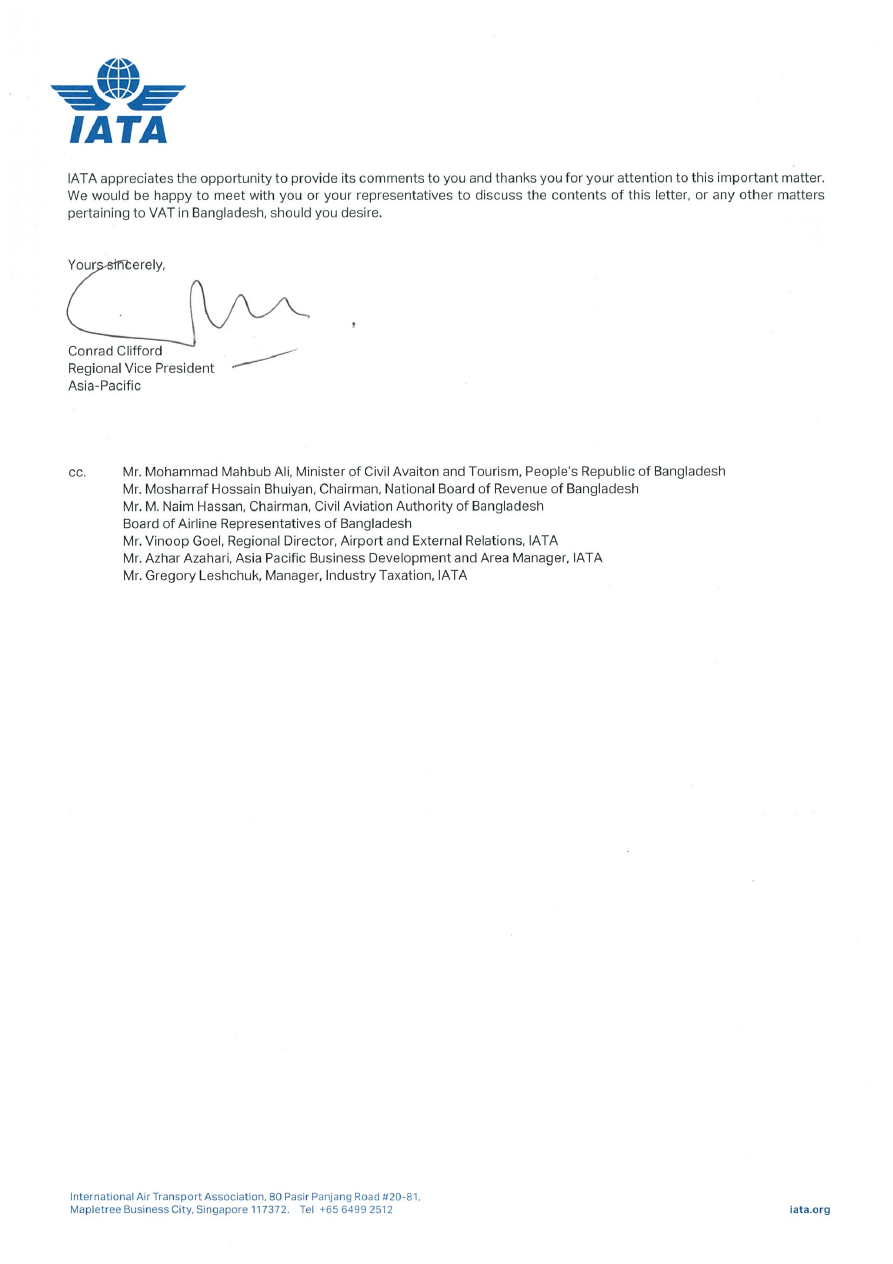 IATA
IATA appreciates the opportunity to provide its comments to you and thanks you for your attention to this important matter.
We would be happy to meet with you or your representatives to discuss the contents of this letter, or any other matters
pertaining to VAT in Bangladesh, should you desire.
Yours sincerely,
Conrad Clifford
Regional Vice President
Asia-Pacific
cc. Mr. Mohammad Mahbub Ali, Minister of Civil Avaiton and Tourism, People's Republic of Bangladesh
Mr. Mosharraf Hossain Bhuiyan, Chairman, National Board of Revenue of Bangladesh
Mr. M. Naim Hassan, Chairman, Civil Aviation Authority of Bangladesh
Board of Airline Representatives of Bangladesh
Mr. Vinoop Goel, Regional Director, Airport and External Relations, IATA
Mr. Azhar Azahari, Asia Pacific Business Development and Area Manager, IATA
Mr. Gregory Leshchuk, Manager, Industry Taxation, IATA
International Air Transport Association, 80 Pasir Panjang Road #20-81,
Mapletree Business City, Singapore 117372. Tel +65 6499 2512
iata.org